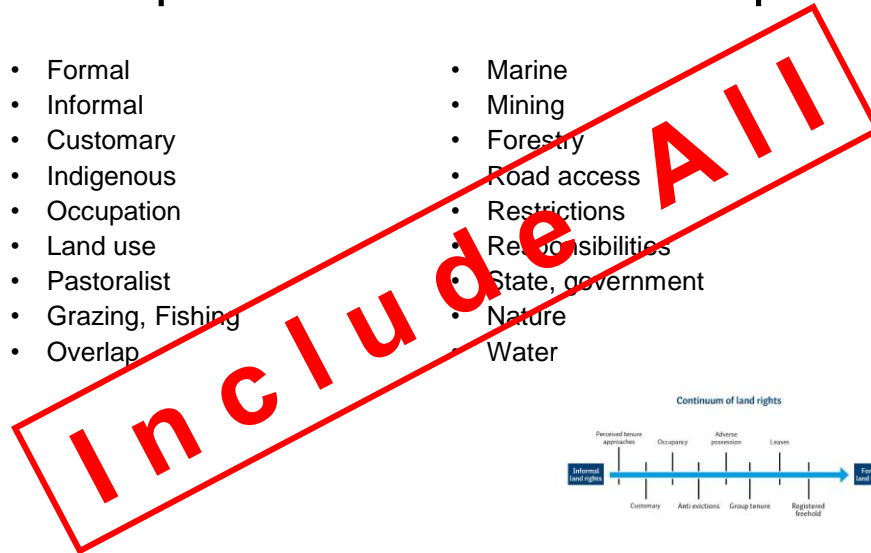 • Formal
• Informal
• Customary
• Indigenous
• Occupation
• Land use
• Pastoralist
• Grazing, Fishing
• Overlap
• Marine
• Mining
• Forestry
• Road access
• Restrictions
• Responsibilities
• State, government
• Nature
• Water
Include All
Continuum of land rights
Perceived tenure
approaches
Occupancy
Adverse
possession
Leases
Informal
land rights
Customary
Anti evictions
Group tenure
Registered
freehold